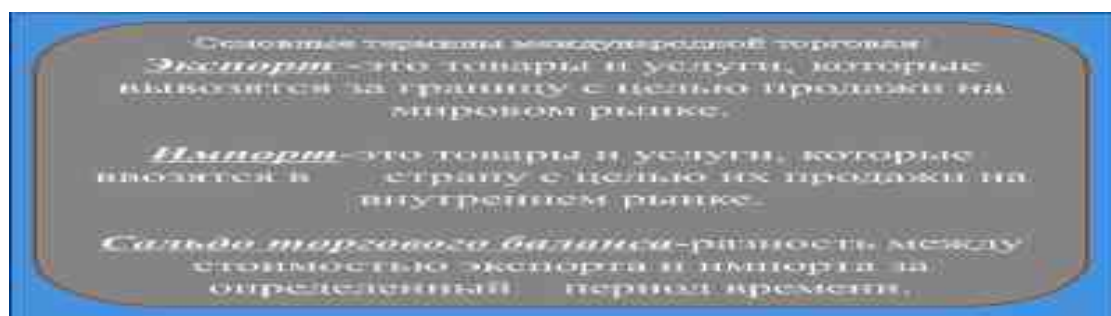 Основные термины международной торговли
Экспорт -это товары и услуги, которые
вывозятся за границу с целью продажи на
мировом рынке.
Импорт-это товары и услуги, которые
ввозятся в страну с целью их продажи на
внутреннем рынке.
Сальдо торгового баланса-разность между
стоимостью экспорта и импорта за
определенный период времени.